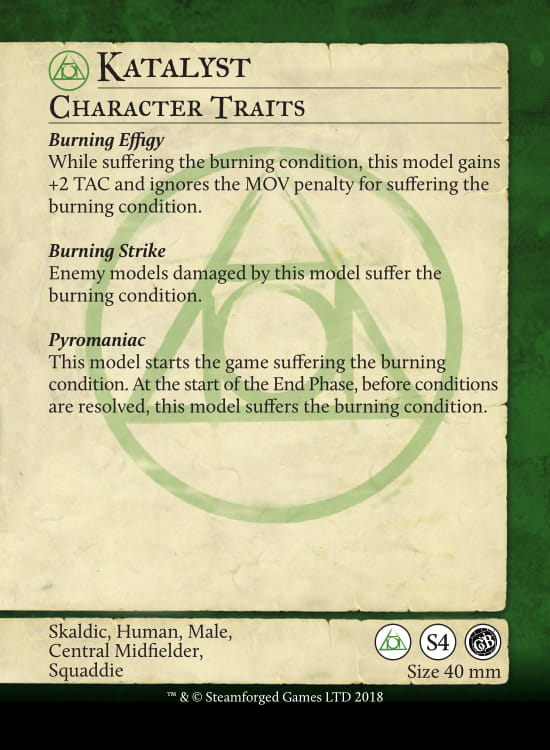 Katalyst
Character Traits
Burning Effigy
While suffering the burning condition, this model gains
+2 TAC and ignores the MOV penalty for suffering the
burning condition.
Burning Strike
Enemy models damaged by this model suffer the
burning condition.
Pyromaniac
This model starts the game suffering the burning
condition. At the start of the End Phase, before conditions
are resolved, this model suffers the burning condition.
Skaldic, Human, Male,
Central Midfielder,
Squaddie
S4
GB
Size 40 mm
™ & © Steamforged Games LTD 2018